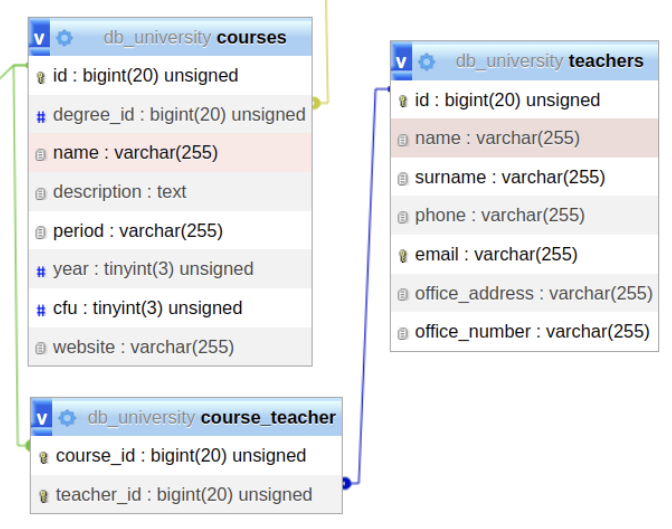 v db_university courses
id : bigint(20) unsigned
# degree_id : bigint(20) unsigned
name : varchar(255)
description : text
period : varchar(255)
# year : tinyint(3) unsigned
# cfu : tinyint(3) unsigned
website : varchar(255)
v db_university teachers
id : bigint(20) unsigned
name : varchar(255)
surname : varchar(255)
phone : varchar(255)
email : varchar(255)
office_address : varchar(255)
office_number : varchar(255)
v db_university course_teacher
course_id : bigint(20) unsigned
teacher_id : bigint(20) unsigned